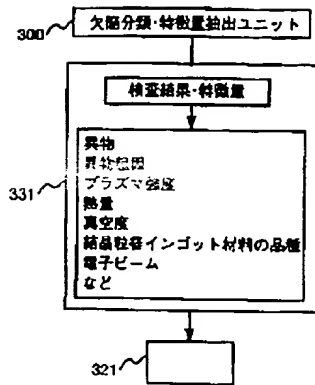 300
欠陥分類・特徴量抽出ユニット
検査結果・特徴量
331
異物
異物起因
プラズマ強度
熱量
真空度
結晶粒径インゴット材料の品種
電子ビーム
など
321